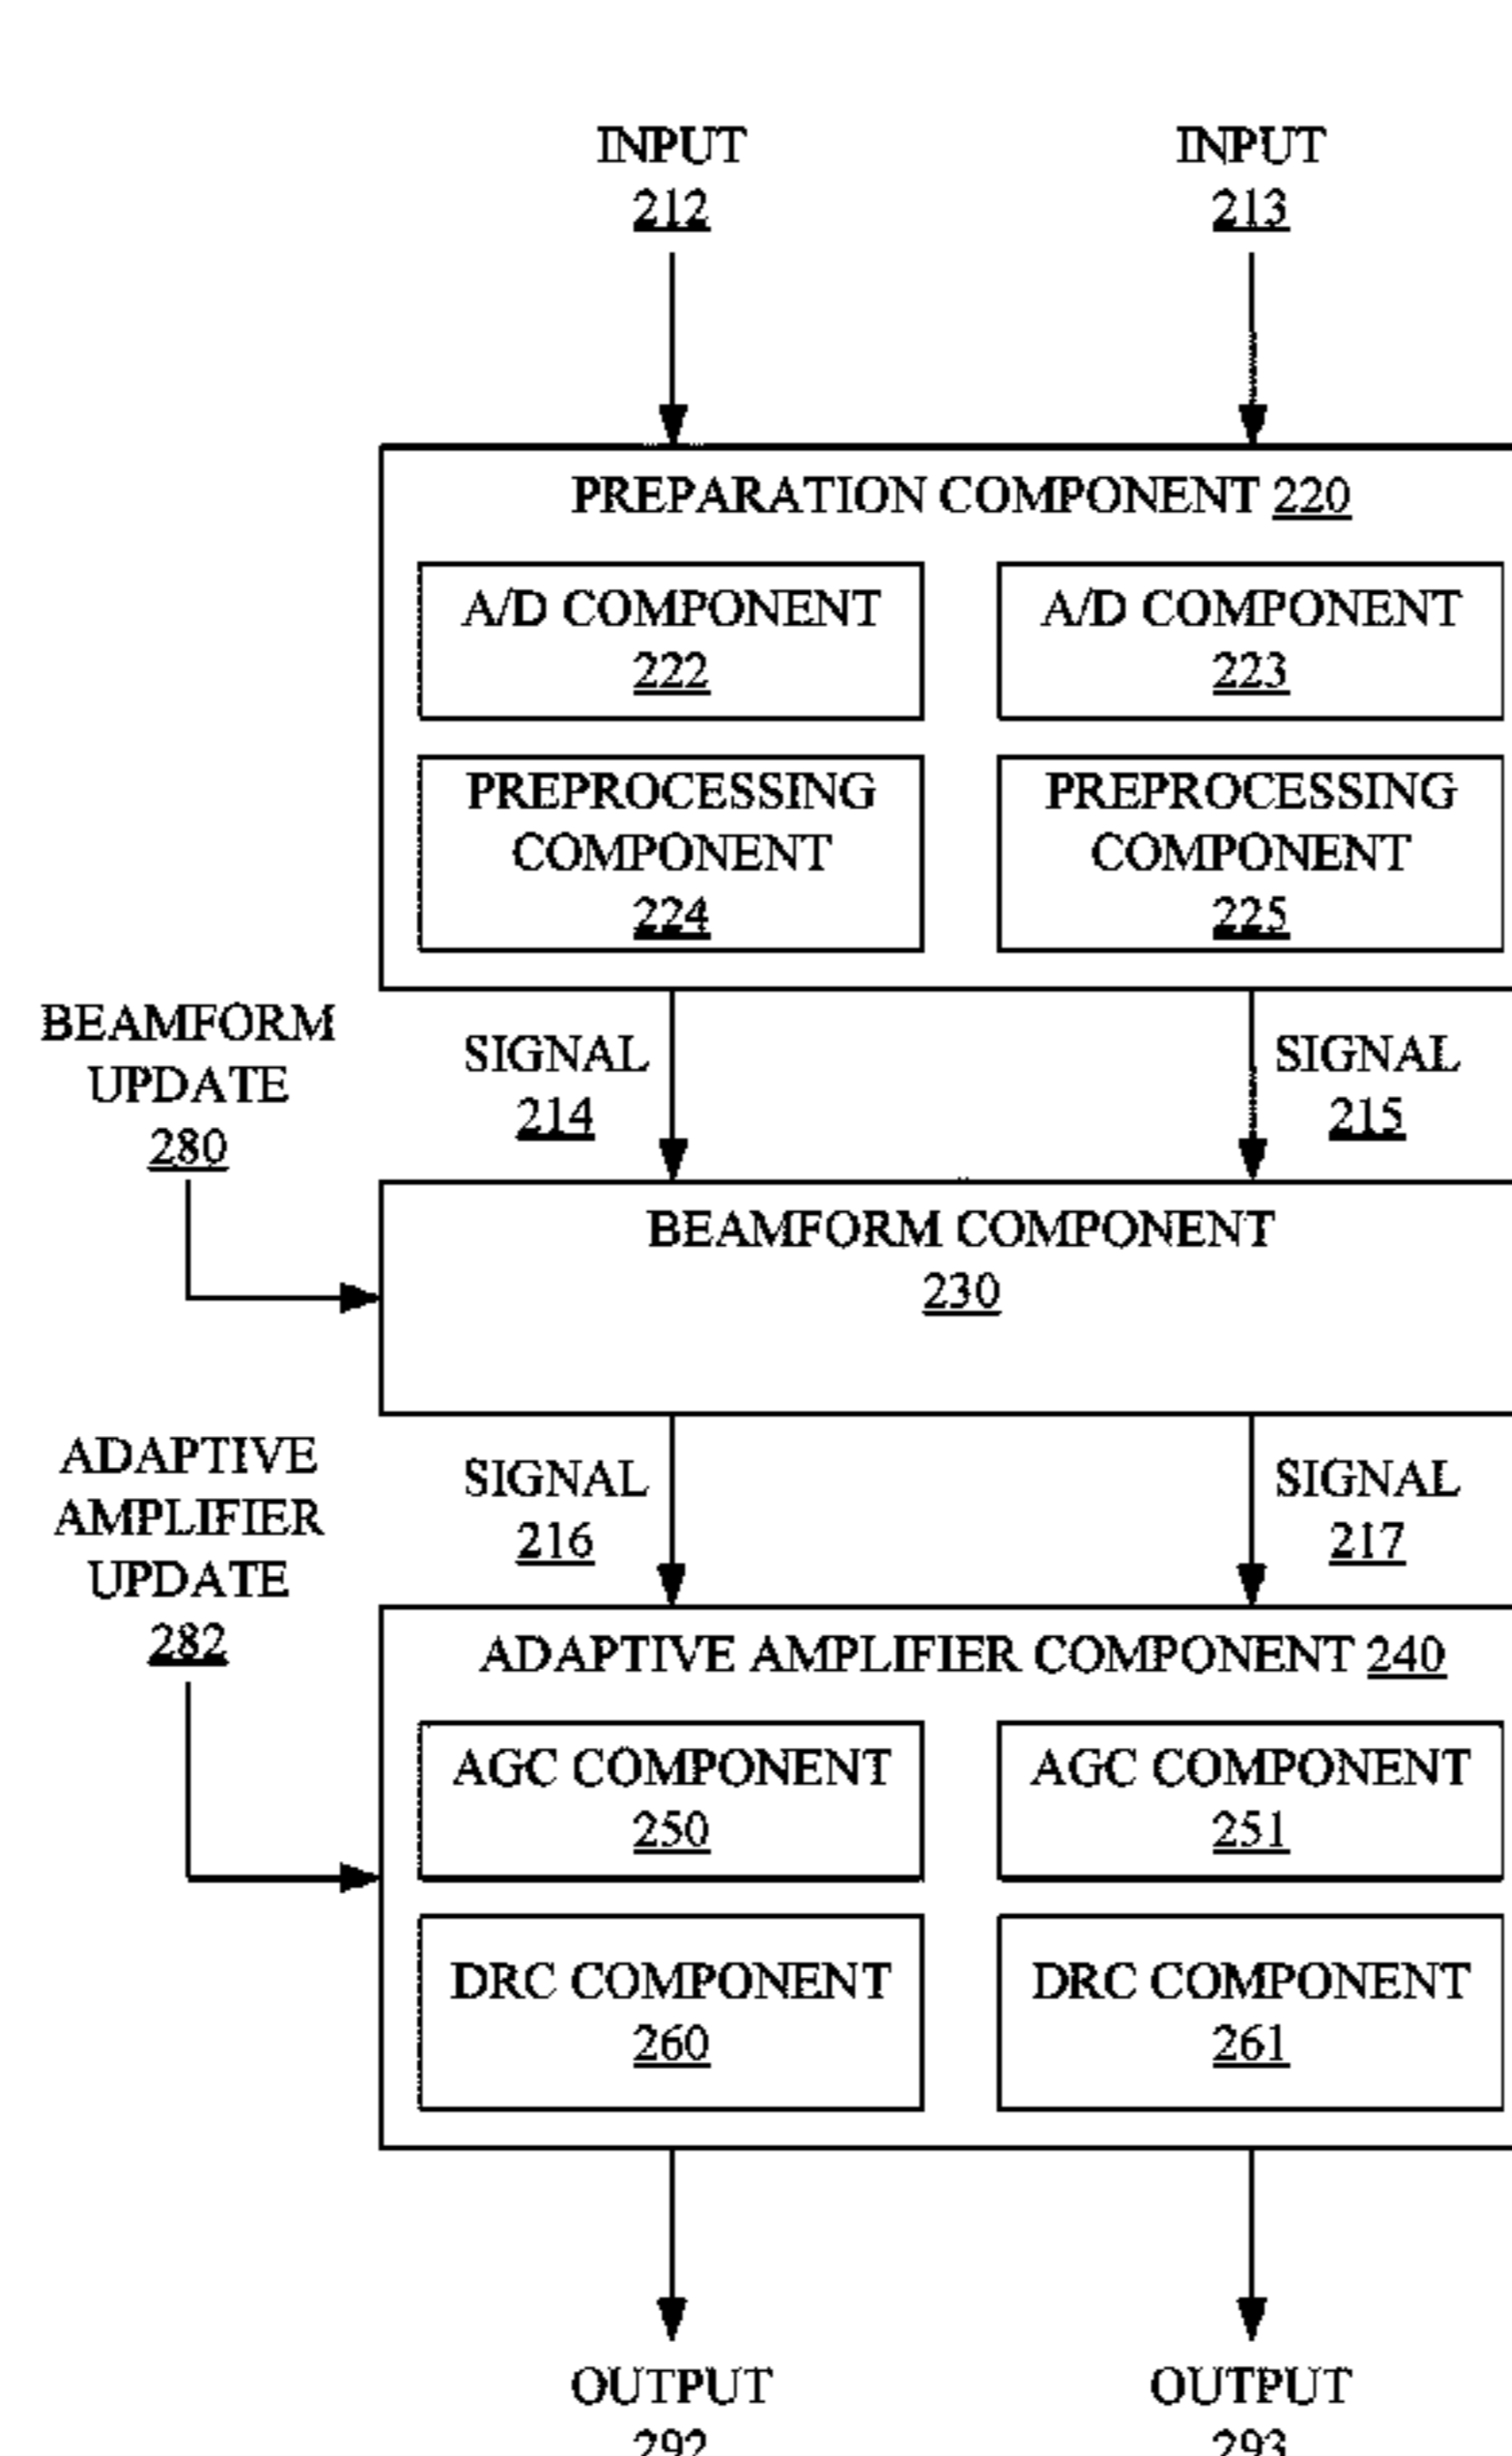 INPUT
212
INPUT
213
PREPARATION COMPONENT 220
A/D COMPONENT
222
A/D COMPONENT
223
PREPROCESSING
COMPONENT
224
PREPROCESSING
COMPONENT
225
BEAMFORM
UPDATE
280
SIGNAL
214
SIGNAL
215
BEAMFORM COMPONENT
230
ADAPTIVE
AMPLIFIER
UPDATE
282
SIGNAL
216
SIGNAL
217
ADAPTIVE AMPLIFIER COMPONENT 240
AGC COMPONENT
250
AGC COMPONENT
251
DRC COMPONENT
260
DRC COMPONENT
261
OUTPUT
292
OUTPUT
293